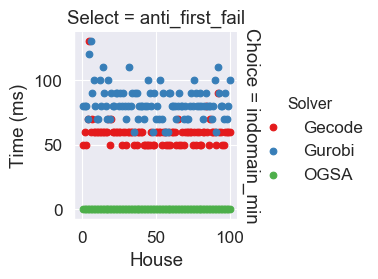 Select = anti_first_fail
Choice = indomain_min
Time (ms)
100
50
0
0
50
100
House
Solver
Gecode
Gurobi
OGSA